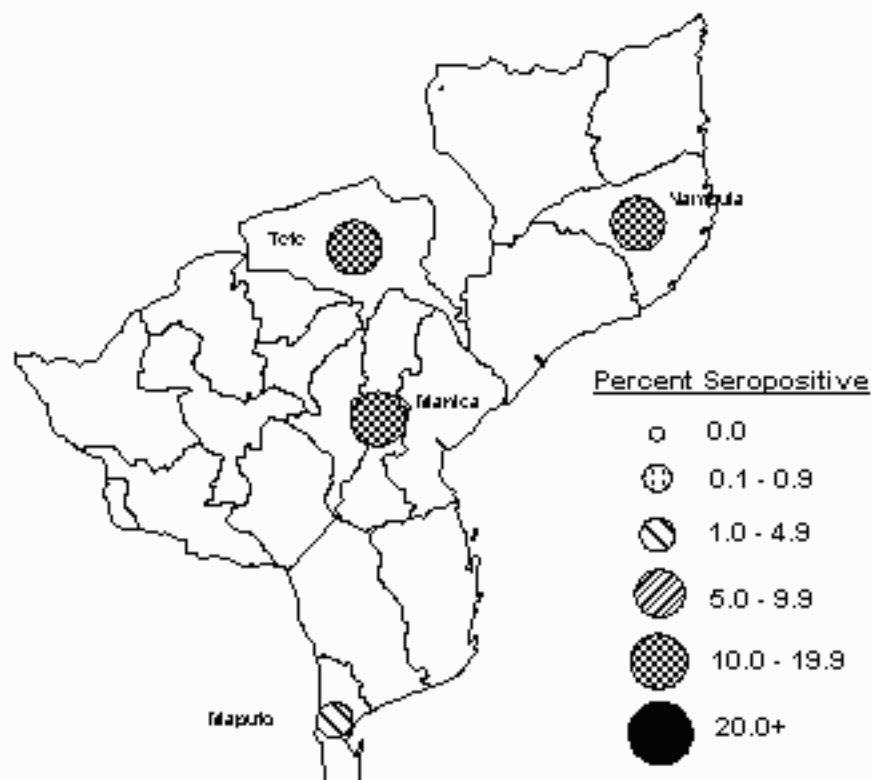 Nampula
Tete
Percent Seropositive
Manica
0.0
0.1 - 0.9
1.0 - 4.9
5.0 - 9.9
10.0 - 19.9
Maputo
20.0+